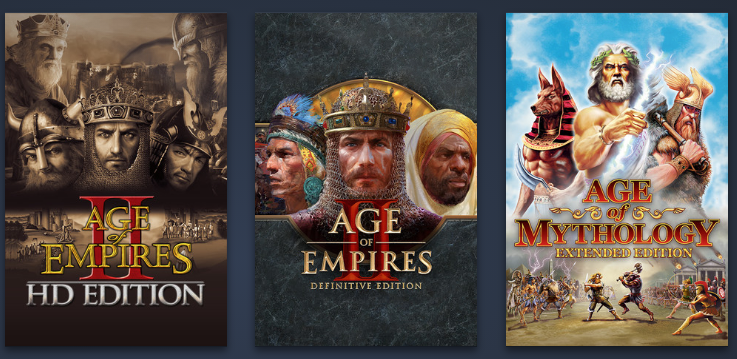 AGE
of
EMPIRES
II
HD EDITION
AGE
OF
EMPIRES
II
DEFINITIVE EDITION
AGE
of
MYTHOLOGY
EXTENDED EDITION